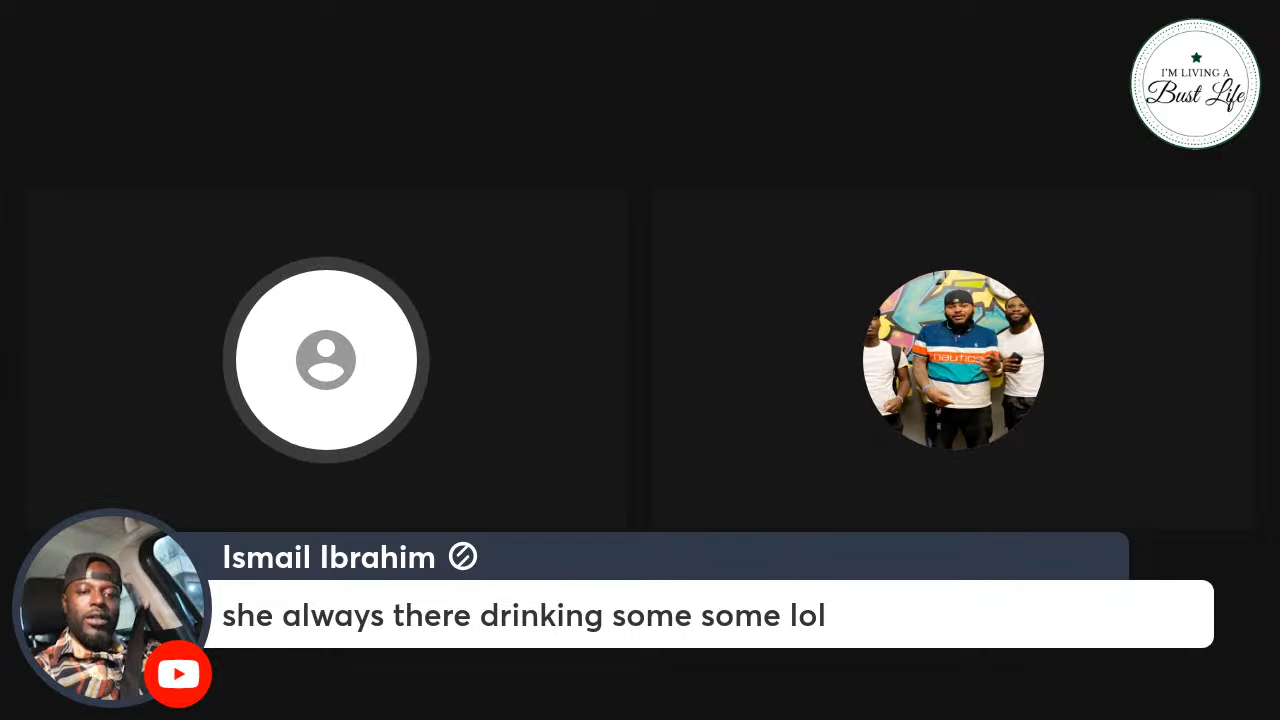 I'M LIVING A
Bust Life
nautica
Ismail Ibrahim
she always there drinking some some lol